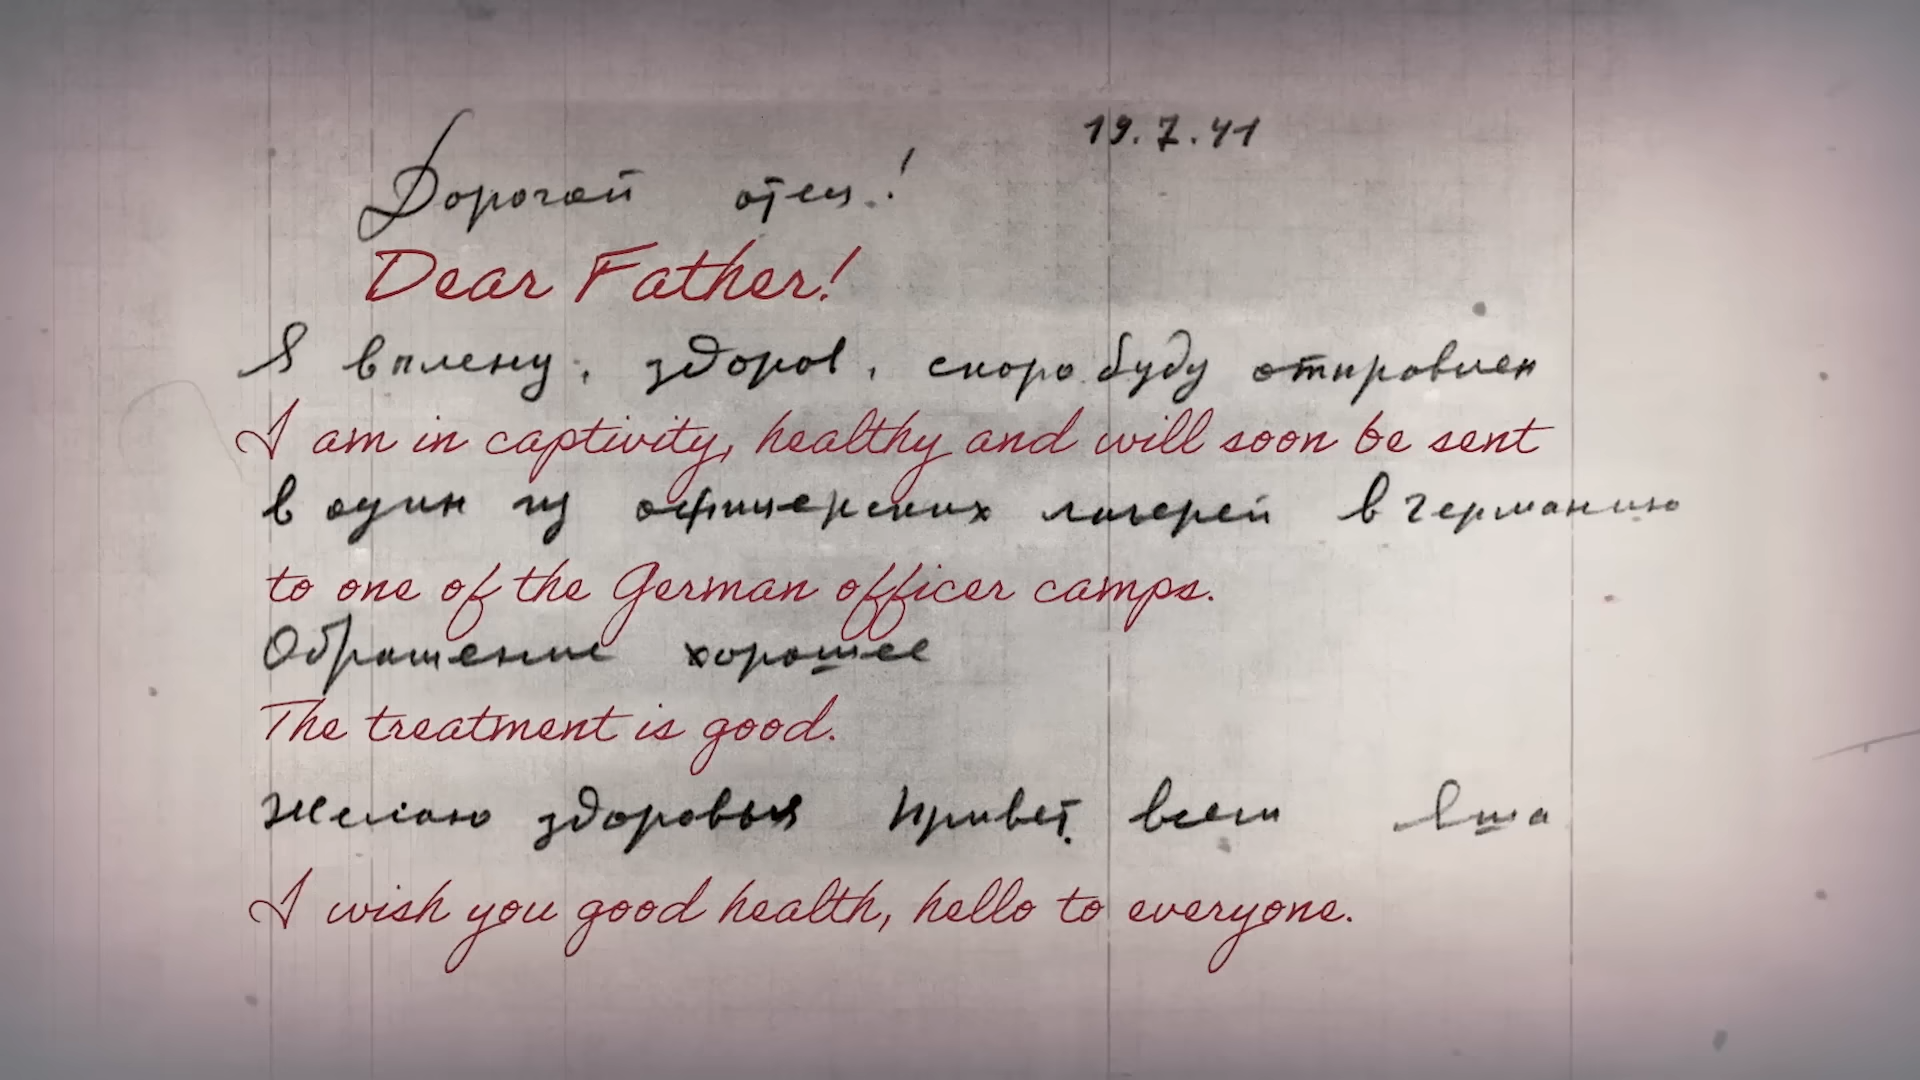 19.7.41
Дорогой отец!
Dear Father!
Я в плену, здоров, скоро буду отправлен
I am in captivity, healthy and will soon be sent
в один из офицерских лагерей в Германию
to one of the German officer camps.
Обращение хорошее
The treatment is good.
Желаю здоровья Привет всем Яша
I wish you good health, hello to everyone.